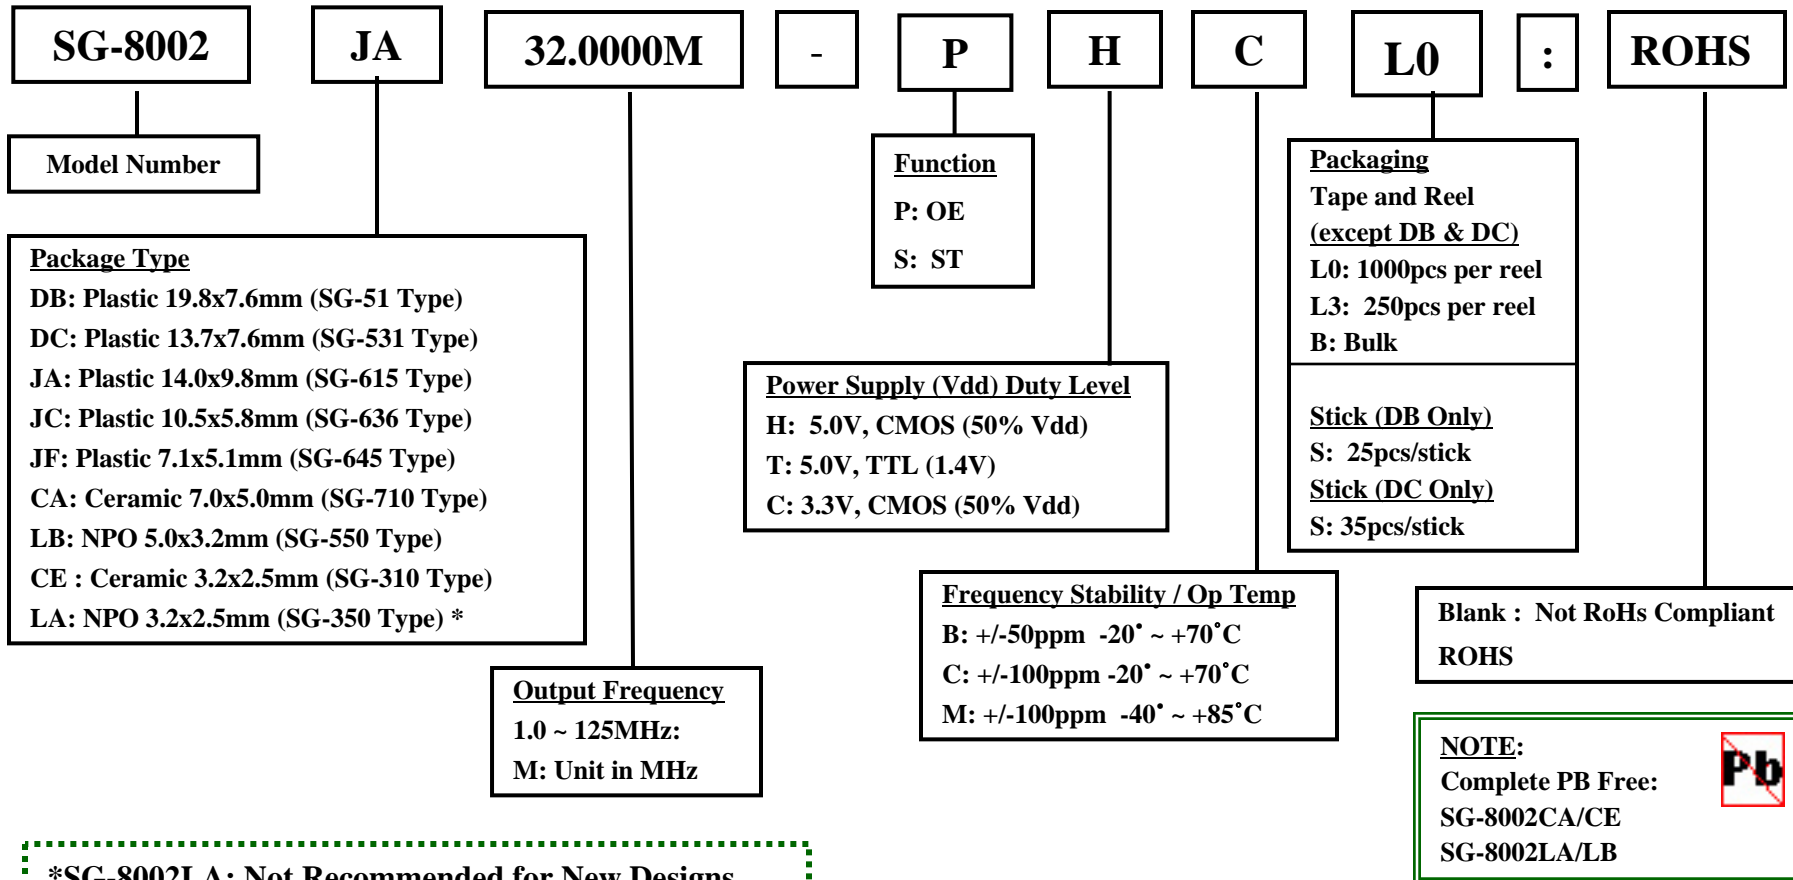 SG-8002 JA 32.0000M - P H C L0 : ROHS
Model Number
Package Type
DB: Plastic 19.8x7.6mm (SG-51 Type)
DC: Plastic 13.7x7.6mm (SG-531 Type)
JA: Plastic 14.0x9.8mm (SG-615 Type)
JC: Plastic 10.5x5.8mm (SG-636 Type)
JF: Plastic 7.1x5.1mm (SG-645 Type)
CA: Ceramic 7.0x5.0mm (SG-710 Type)
LB: NPO 5.0x3.2mm (SG-550 Type)
CE : Ceramic 3.2x2.5mm (SG-310 Type)
LA: NPO 3.2x2.5mm (SG-350 Type) *
Output Frequency
1.0 ~ 125MHz:
M: Unit in MHz
Function
P: OE
S: ST
Power Supply (Vdd) Duty Level
H: 5.0V, CMOS (50% Vdd)
T: 5.0V, TTL (1.4V)
C: 3.3V, CMOS (50% Vdd)
Frequency Stability / Op Temp
B: +/-50ppm -20˚ ~ +70˚C
C: +/-100ppm -20˚ ~ +70˚C
M: +/-100ppm -40˚ ~ +85˚C
Packaging
Tape and Reel
(except DB & DC)
L0: 1000pcs per reel
L3: 250pcs per reel
B: Bulk
Stick (DB Only)
S: 25pcs/stick
Stick (DC Only)
S: 35pcs/stick
Blank : Not RoHs Compliant
ROHS
NOTE:
Complete PB Free:
SG-8002CA/CE
SG-8002LA/LB
Pb
*SG-8002LA: Not Recommended for New Designs